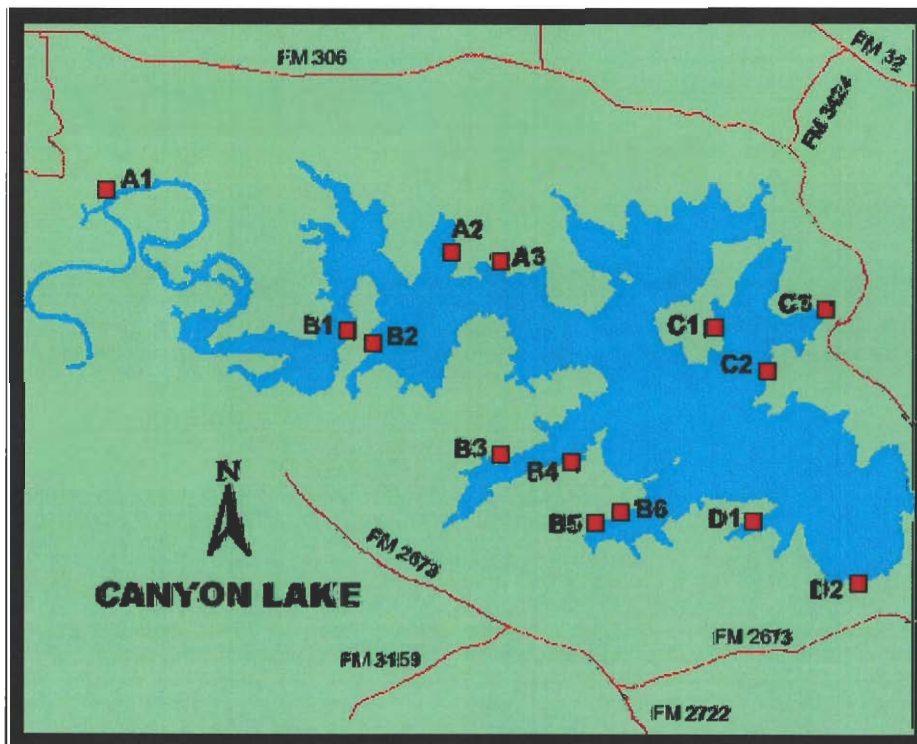 FM 306
FM 32
FM 3424
A1
A2
A3
B1
B2
C1
C3
C2
B3
B4
B5
B6
D1
D2
N
CANYON LAKE
FM 2673
FM 3159
FM 2673
FM 2722